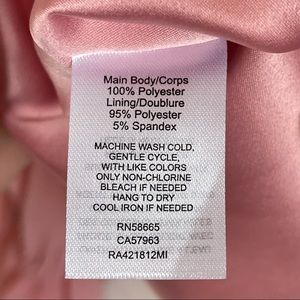 Main Body/Corps
100% Polyester
Lining/Doublure
95% Polyester
5% Spandex
MACHINE WASH COLD,
GENTLE CYCLE,
WITH LIKE COLORS
ONLY NON-CHLORINE
BLEACH IF NEEDED
HANG TO DRY
COOL IRON IF NEEDED
RN58665
CA57963
RA421812MI